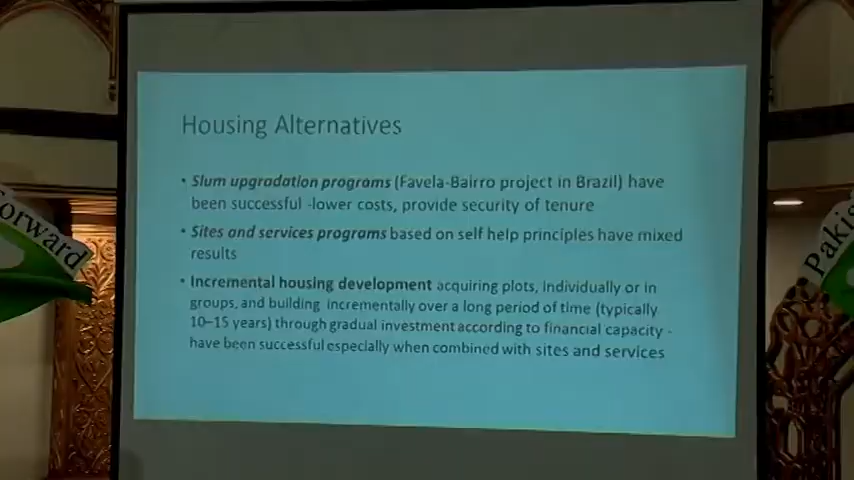 Housing Alternatives
• Slum upgradation programs (Favela-Bairro project in Brazil) have
been successful -lower costs, provide security of tenure
• Sites and services programs based on self help principles have mixed
results
• Incremental housing development acquiring plots, individually or in
groups, and building incrementally over a long period of time (typically
10–15 years) through gradual investment according to financial capacity -
have been successful especially when combined with sites and services
orward
Pakis